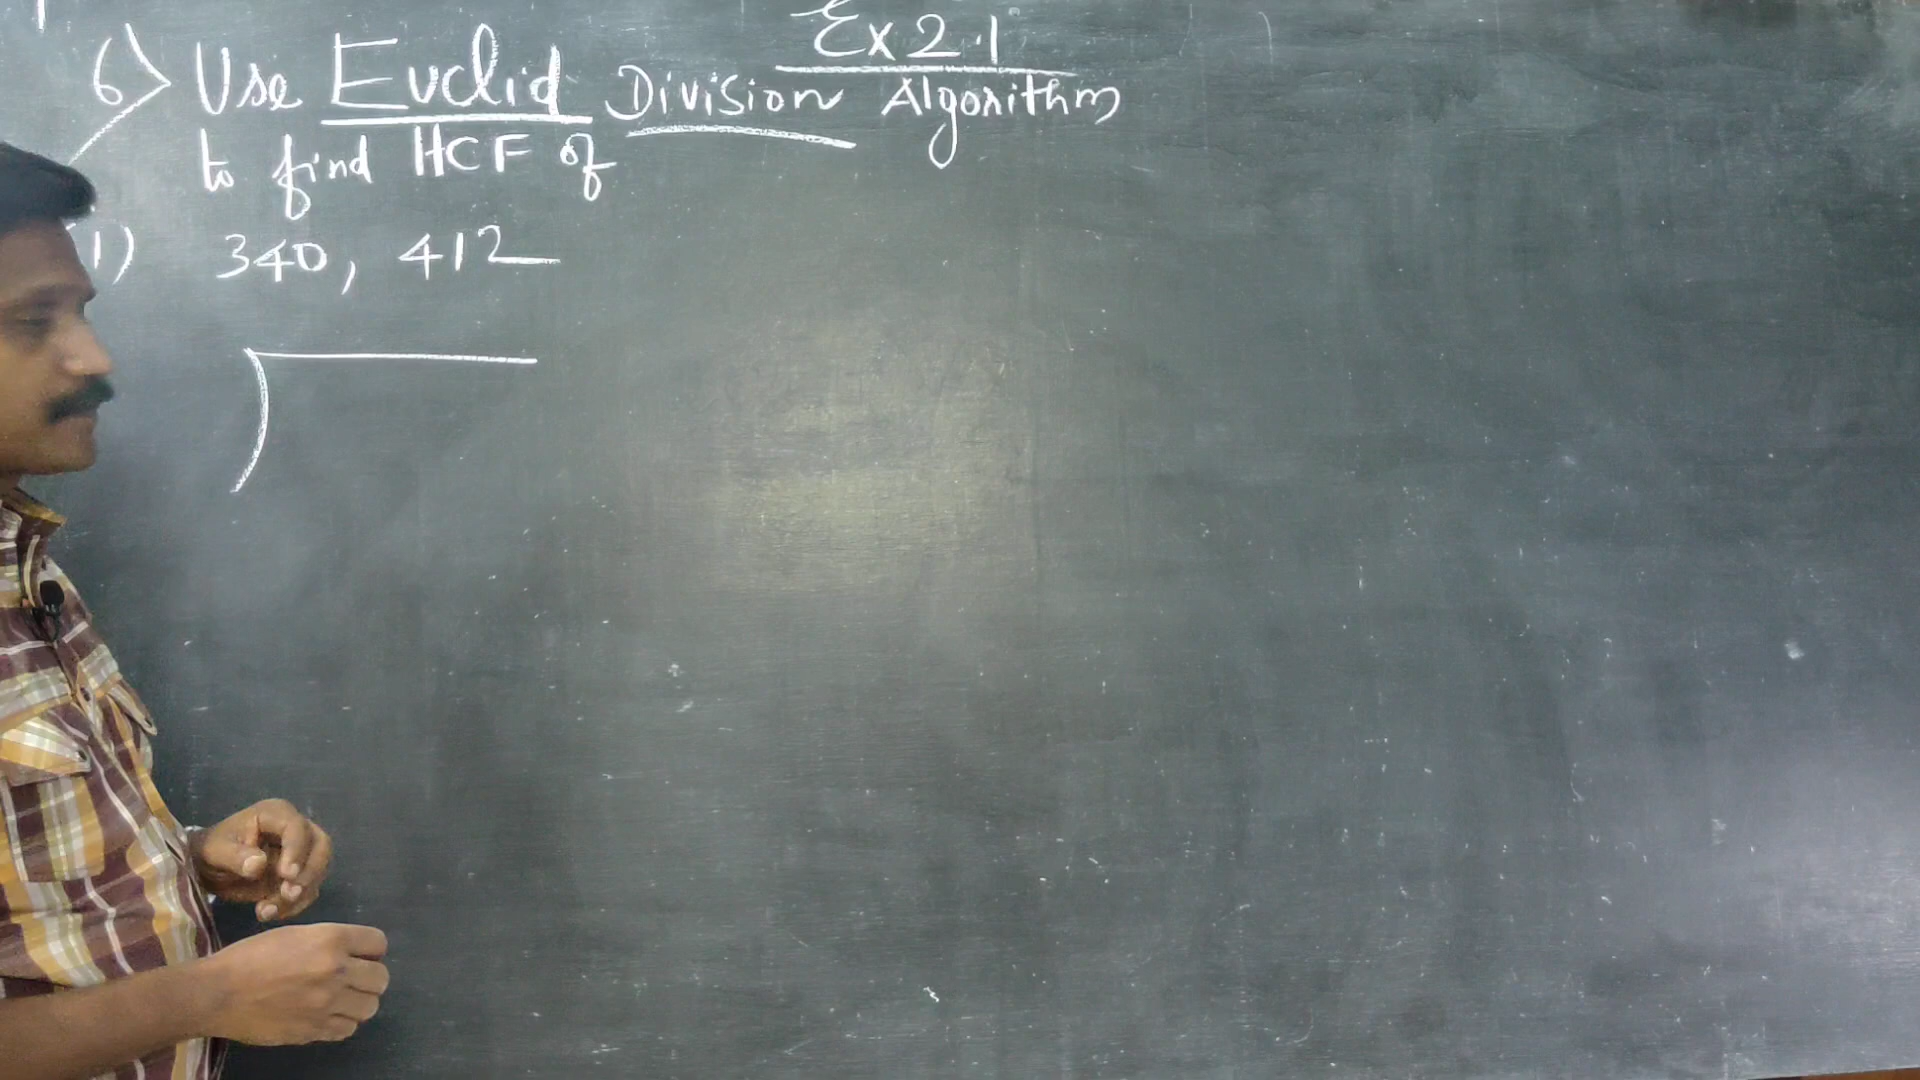 Ex 2.1
6) Use Euclid Division Algorithm
to find HCF of
1) 340, 412